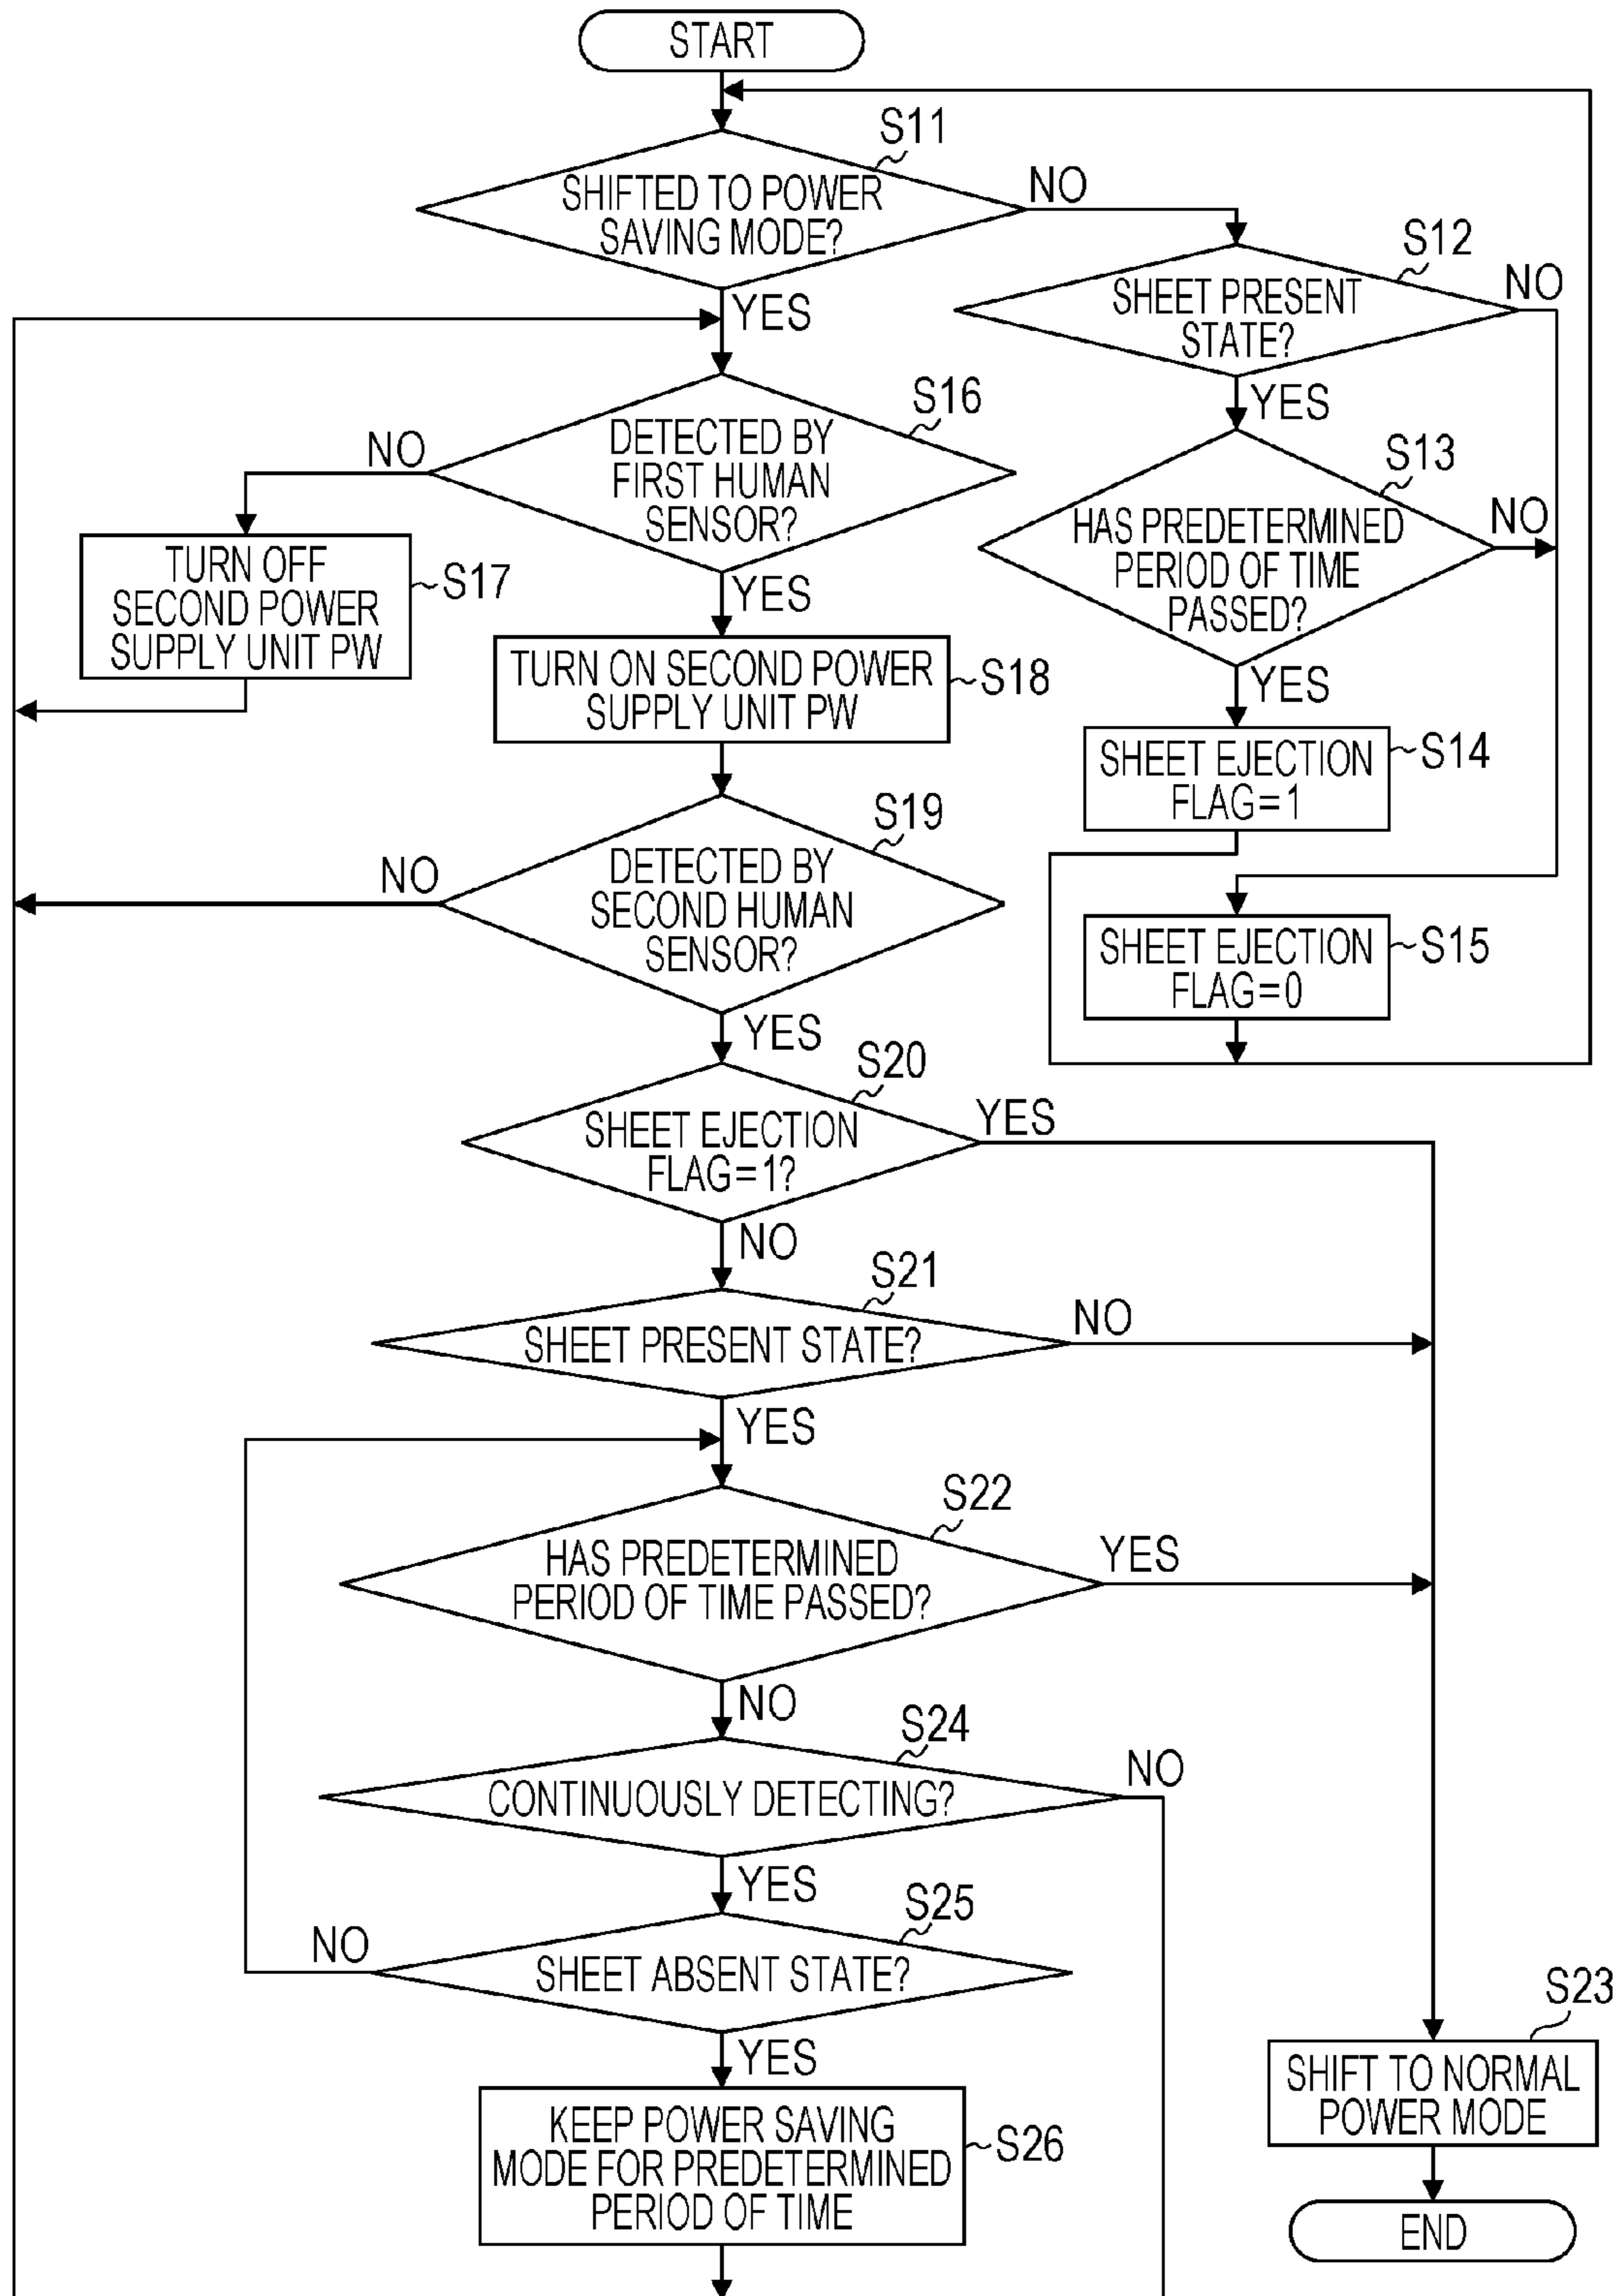 START
S11
SHIFTED TO POWER
SAVING MODE?
NO
YES
S12
SHEET PRESENT
STATE?
NO
YES
S13
HAS PREDETERMINED
PERIOD OF TIME
PASSED?
NO
YES
S14
SHEET EJECTION
FLAG=1
S15
SHEET EJECTION
FLAG=0
S16
DETECTED BY
FIRST HUMAN
SENSOR?
NO
YES
TURN OFF
SECOND POWER
SUPPLY UNIT PW
S17
TURN ON SECOND POWER
SUPPLY UNIT PW
S18
S19
DETECTED BY
SECOND HUMAN
SENSOR?
NO
YES
S20
SHEET EJECTION
FLAG=1?
YES
NO
S21
SHEET PRESENT STATE?
NO
YES
S22
HAS PREDETERMINED
PERIOD OF TIME PASSED?
YES
NO
S24
CONTINUOUSLY DETECTING?
NO
YES
S25
SHEET ABSENT STATE?
NO
YES
KEEP POWER SAVING
MODE FOR PREDETERMINED
PERIOD OF TIME
S26
S23
SHIFT TO NORMAL
POWER MODE
END